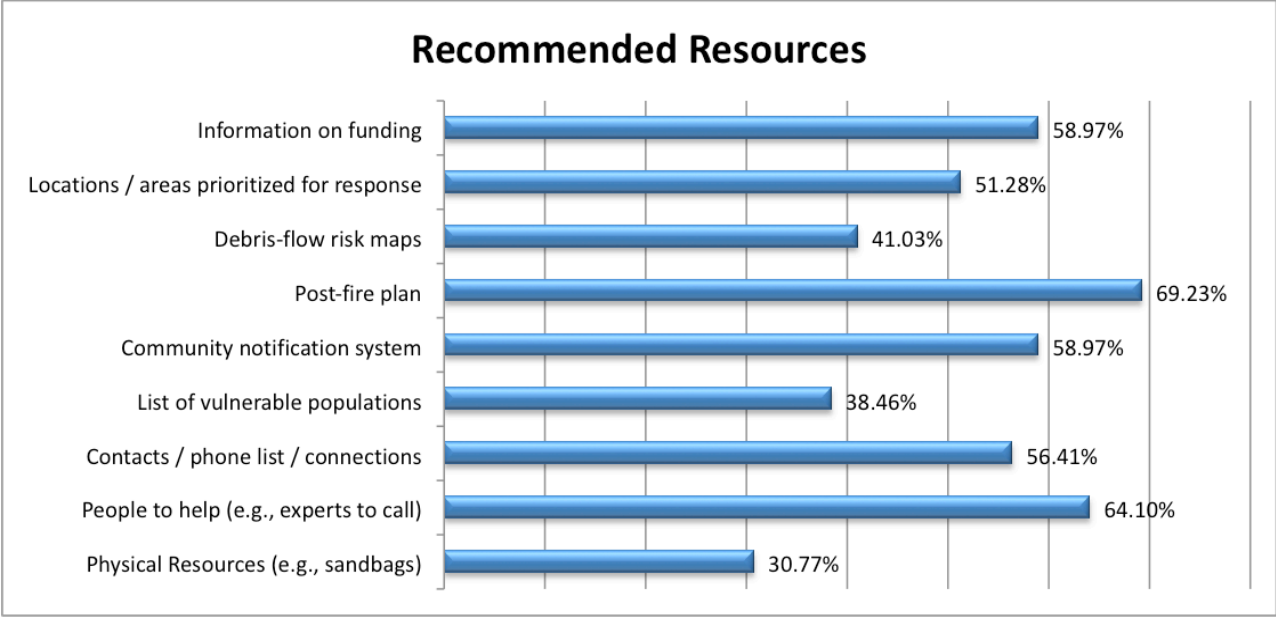 Recommended Resources
Information on funding 58.97%
Locations / areas prioritized for response 51.28%
Debris-flow risk maps 41.03%
Post-fire plan 69.23%
Community notification system 58.97%
List of vulnerable populations 38.46%
Contacts / phone list / connections 56.41%
People to help (e.g., experts to call) 64.10%
Physical Resources (e.g., sandbags) 30.77%